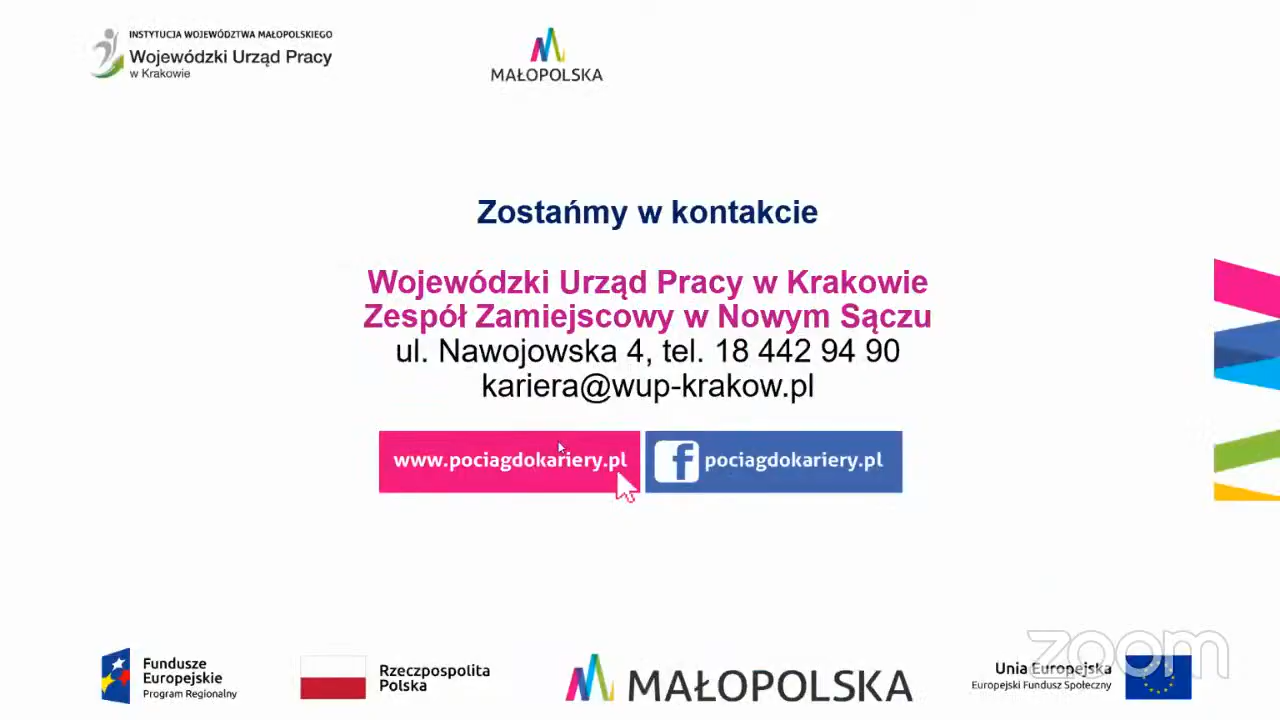 INSTYTUCJA WOJEWÓDZTWA MAŁOPOLSKIEGO
Wojewódzki Urząd Pracy
w Krakowie
MAŁOPOLSKA
Zostańmy w kontakcie
Wojewódzki Urząd Pracy w Krakowie
Zespół Zamiejscowy w Nowym Sączu
ul. Nawojowska 4, tel. 18 442 94 90
kariera@wup-krakow.pl
www.pociagdokariery.pl
f pociagdokariery.pl
Fundusze
Europejskie
Program Regionalny
Rzeczpospolita
Polska
MAŁOPOLSKA
Unia Europejska
Europejski Fundusz Społeczny
zoom